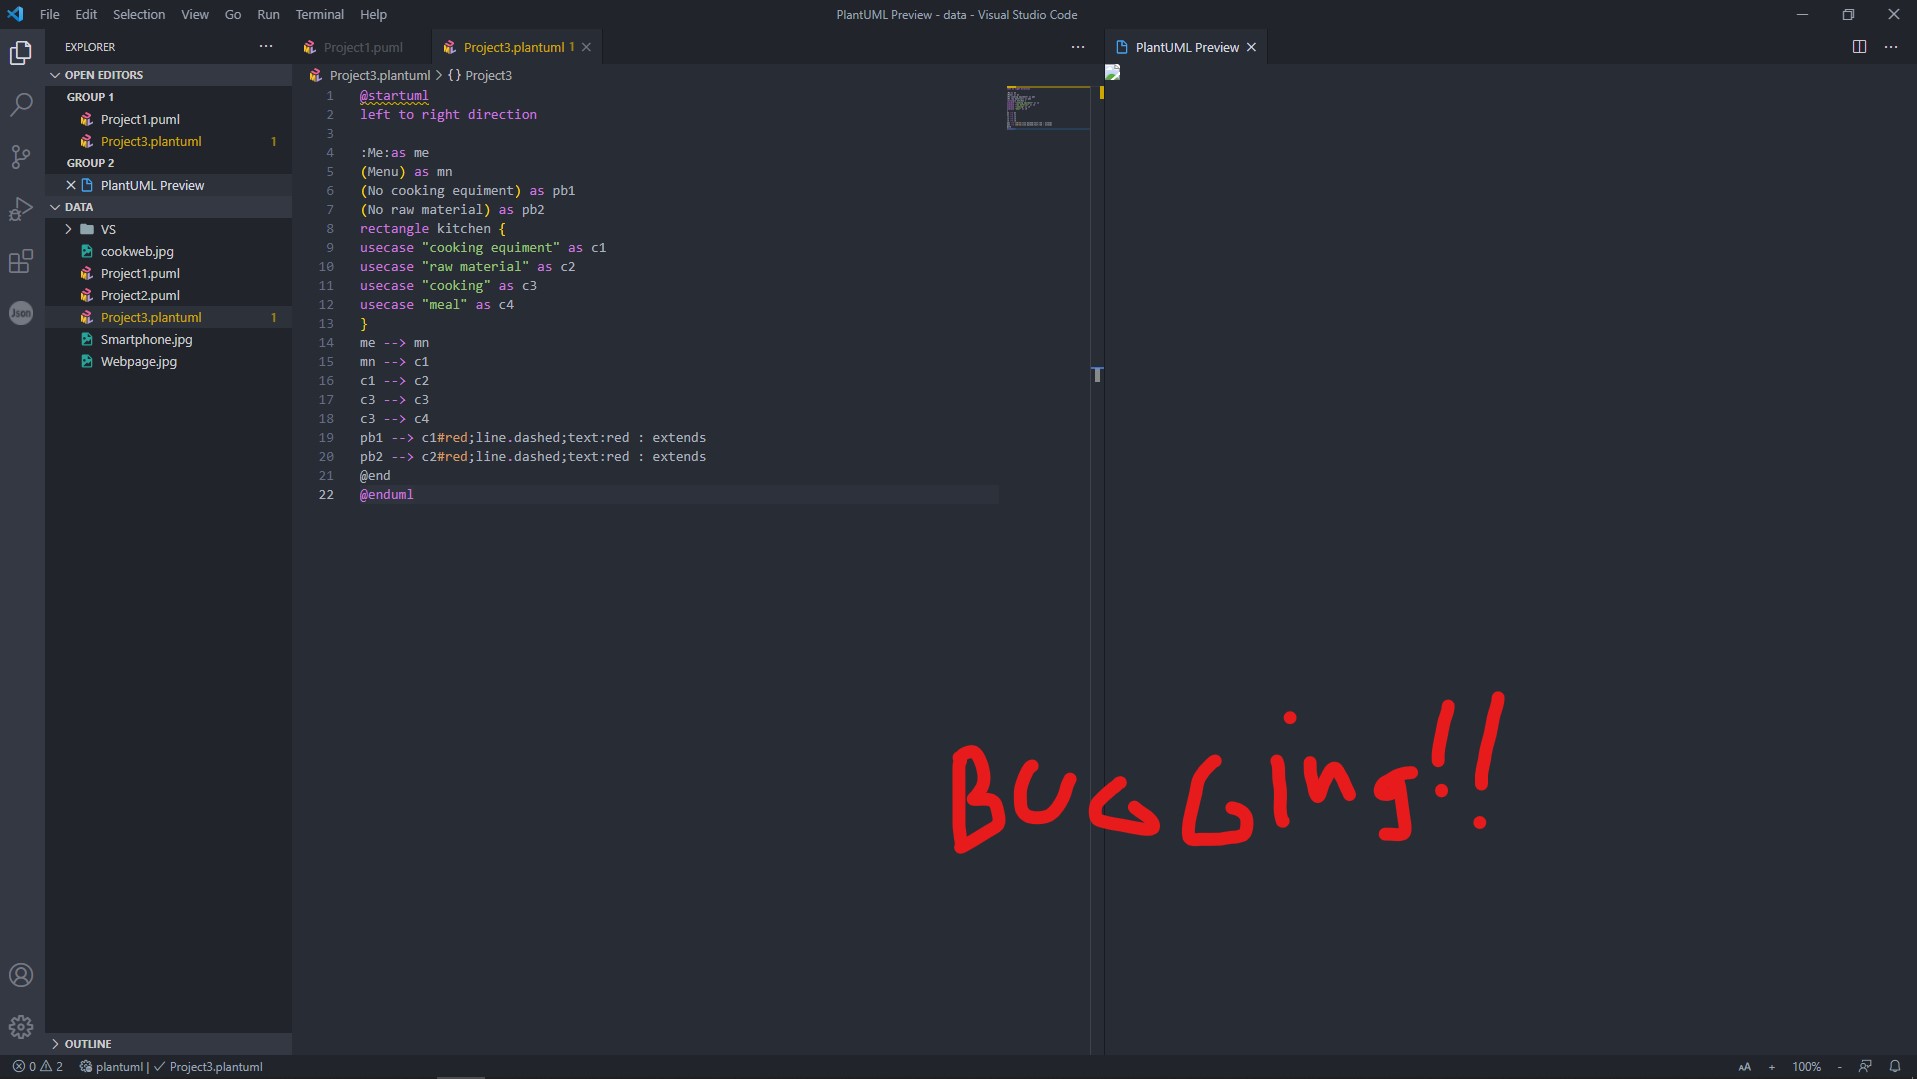 File Edit Selection View Go Run Terminal Help PlantUML Preview - data - Visual Studio Code
EXPLORER
OPEN EDITORS
GROUP 1
Project1.puml
Project3.plantuml 1
GROUP 2
PlantUML Preview
DATA
VS
cookweb.jpg
Project1.puml
Project2.puml
Project3.plantuml 1
Smartphone.jpg
Webpage.jpg
OUTLINE
Json
Project1.puml Project3.plantuml 1
Project3.plantuml > {} Project3
1 @startuml
2 left to right direction
3
4 :Me:as me
5 (Menu) as mn
6 (No cooking equiment) as pb1
7 (No raw material) as pb2
8 rectangle kitchen {
9 usecase "cooking equiment" as c1
10 usecase "raw material" as c2
11 usecase "cooking" as c3
12 usecase "meal" as c4
13 }
14 me --> mn
15 mn --> c1
16 c1 --> c2
17 c3 --> c3
18 c3 --> c4
19 pb1 --> c1#red;line.dashed;text:red : extends
20 pb2 --> c2#red;line.dashed;text:red : extends
21 @end
22 @enduml
PlantUML Preview
BUGGing!!
0 2 plantuml | ✓ Project3.plantuml AA + 100% -